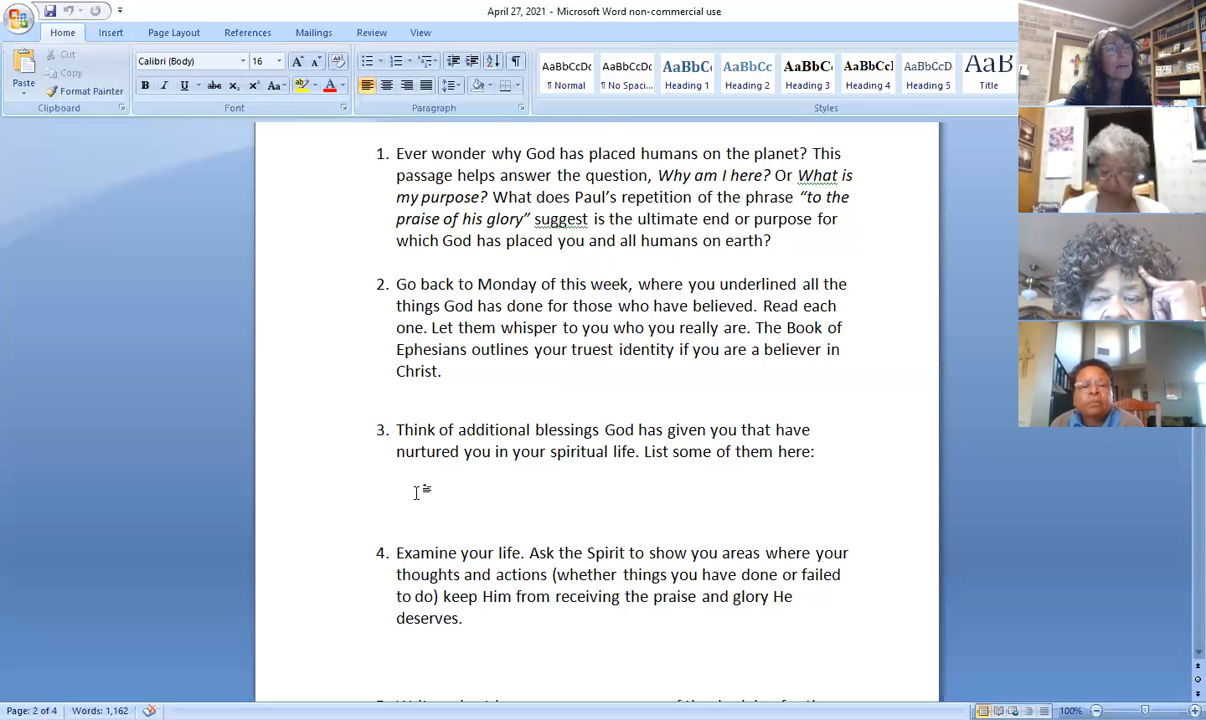 April 27, 2021 - Microsoft Word non-commercial use
Home Insert Page Layout References Mailings Review View
Paste
Cut
Copy
Format Painter
Clipboard
Calibri (Body) 16
Font
Paragraph
AaBbCcDc AaBbCcDc AaBbC AaBbCc AaBbC AaBbCcI AaBbCcD AaB
¶ Normal ¶ No Spaci... Heading 1 Heading 2 Heading 3 Heading 4 Heading 5 Title
Styles
1. Ever wonder why God has placed humans on the planet? This
passage helps answer the question, Why am I here? Or What is
my purpose? What does Paul’s repetition of the phrase “to the
praise of his glory” suggest is the ultimate end or purpose for
which God has placed you and all humans on earth?
2. Go back to Monday of this week, where you underlined all the
things God has done for those who have believed. Read each
one. Let them whisper to you who you really are. The Book of
Ephesians outlines your truest identity if you are a believer in
Christ.
3. Think of additional blessings God has given you that have
nurtured you in your spiritual life. List some of them here:
4. Examine your life. Ask the Spirit to show you areas where your
thoughts and actions (whether things you have done or failed
to do) keep Him from receiving the praise and glory He
deserves.
Page: 2 of 4 Words: 1,162 100%